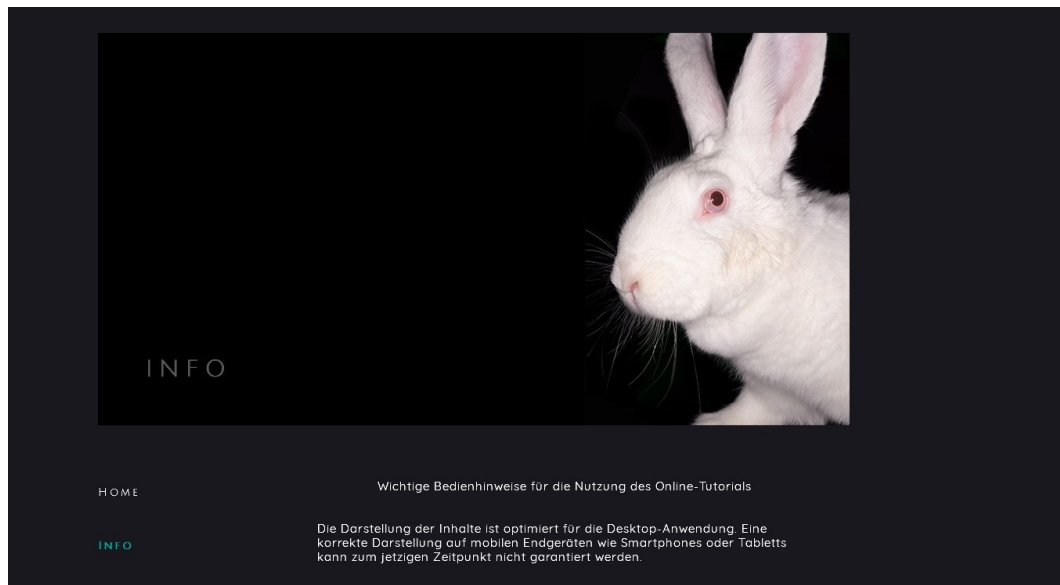 INFO
HOME
Wichtige Bedienhinweise für die Nutzung des Online-Tutorials
INFO
Die Darstellung der Inhalte ist optimiert für die Desktop-Anwendung. Eine
korrekte Darstellung auf mobilen Endgeräten wie Smartphones oder Tabletts
kann zum jetzigen Zeitpunkt nicht garantiert werden.